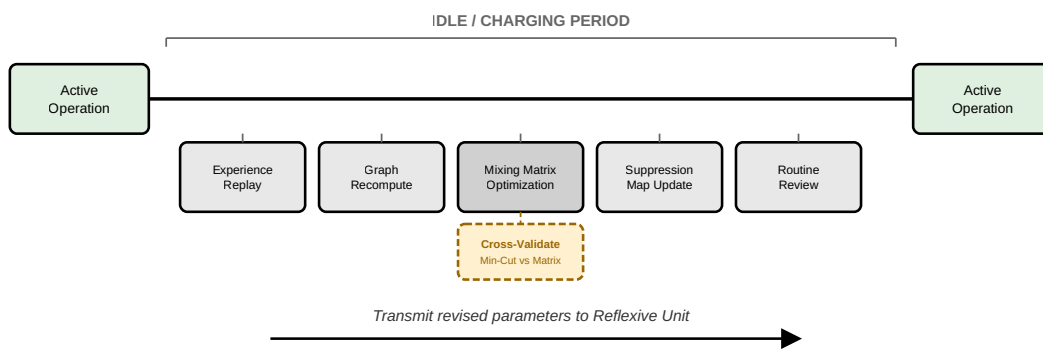 IDLE / CHARGING PERIOD
Active
Operation
Active
Operation
Experience
Replay
Graph
Recompute
Mixing Matrix
Optimization
Suppression
Map Update
Routine
Review
Cross-Validate
Min-Cut vs Matrix
Transmit revised parameters to Reflexive Unit